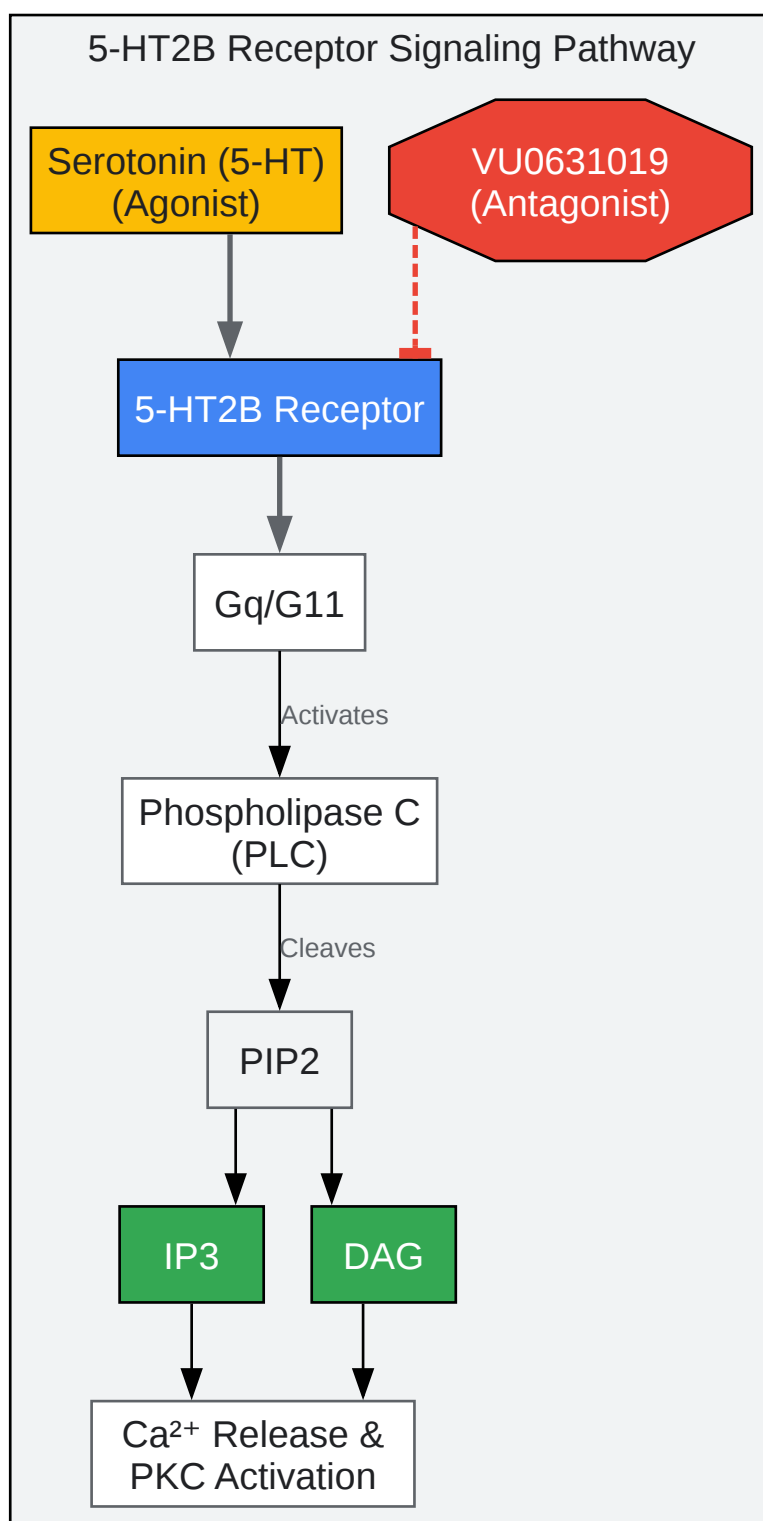 5-HT2B Receptor Signaling Pathway
Serotonin (5-HT)
(Agonist)
VU0631019
(Antagonist)
5-HT2B Receptor
Gq/G11
Activates
Phospholipase C
(PLC)
Cleaves
PIP2
IP3
DAG
Ca²⁺ Release &
PKC Activation